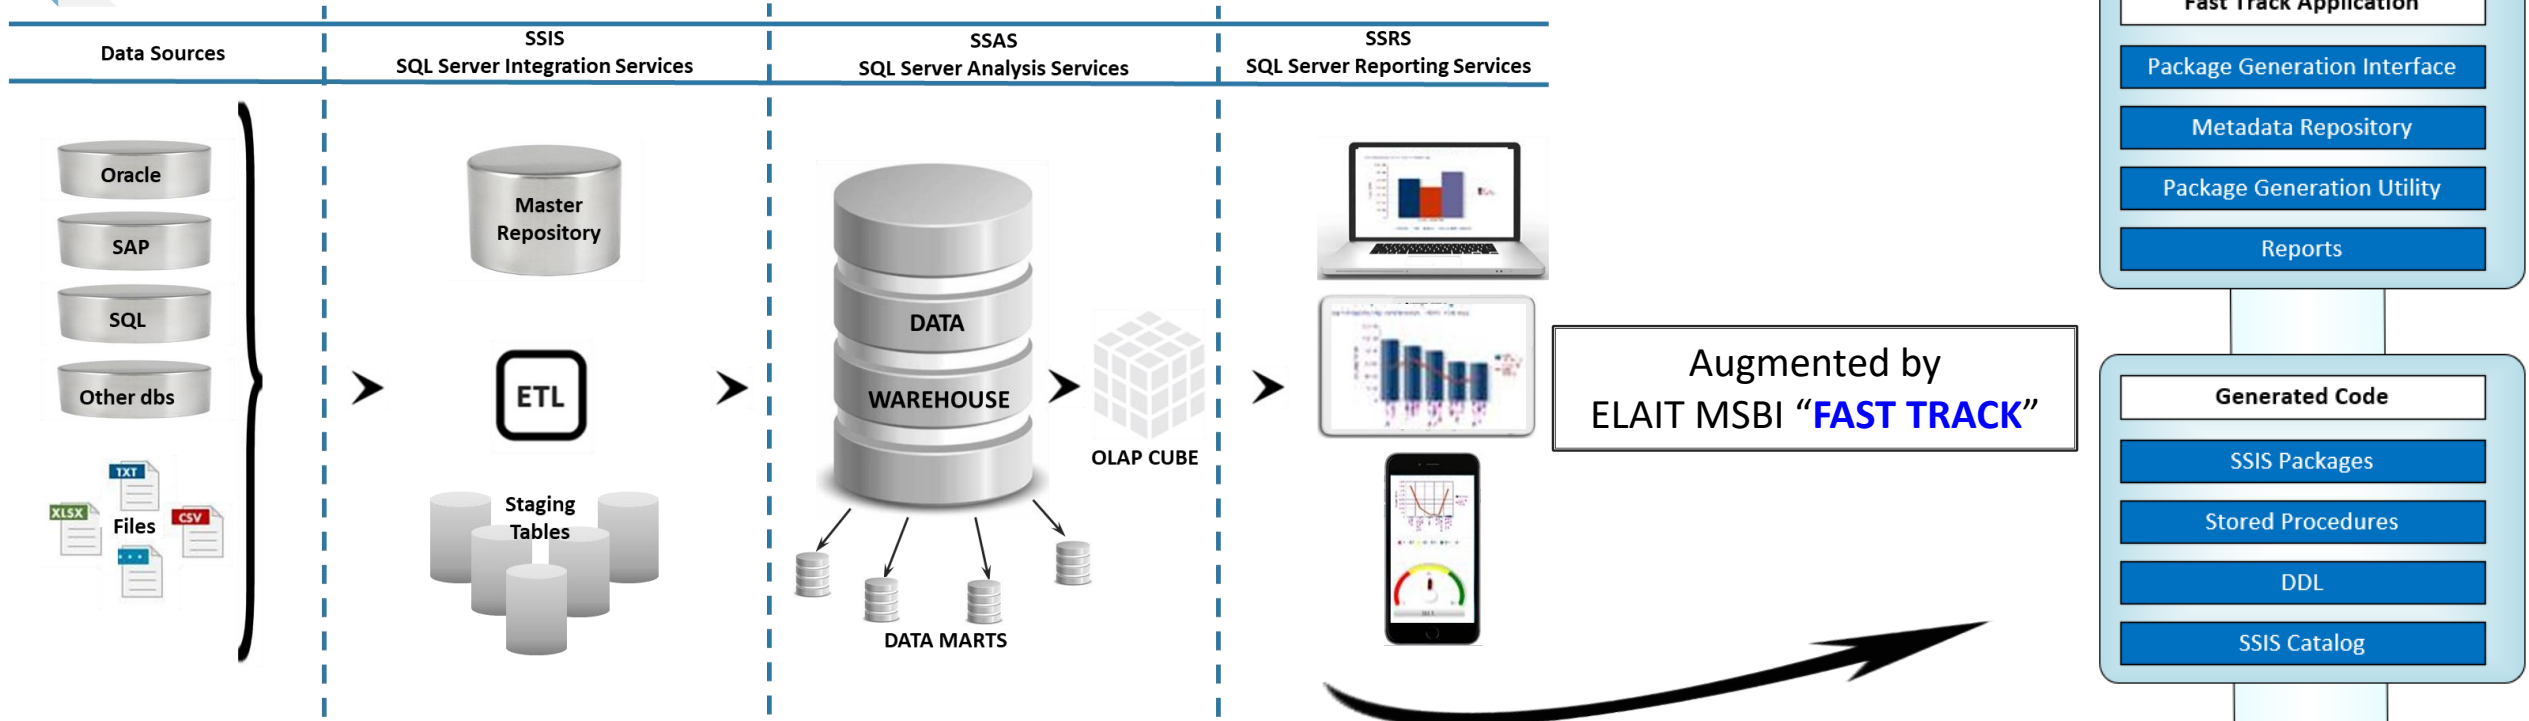 Data Sources
SSIS
SQL Server Integration Services
SSAS
SQL Server Analysis Services
SSRS
SQL Server Reporting Services
Oracle
SAP
SQL
Other dbs
TXT
XLSX
Files
CSV
Master
Repository
ETL
Staging
Tables
DATA
WAREHOUSE
OLAP CUBE
DATA MARTS
Augmented by
ELAIT MSBI “FAST TRACK”
Fast Track Application
Package Generation Interface
Metadata Repository
Package Generation Utility
Reports
Generated Code
SSIS Packages
Stored Procedures
DDL
SSIS Catalog